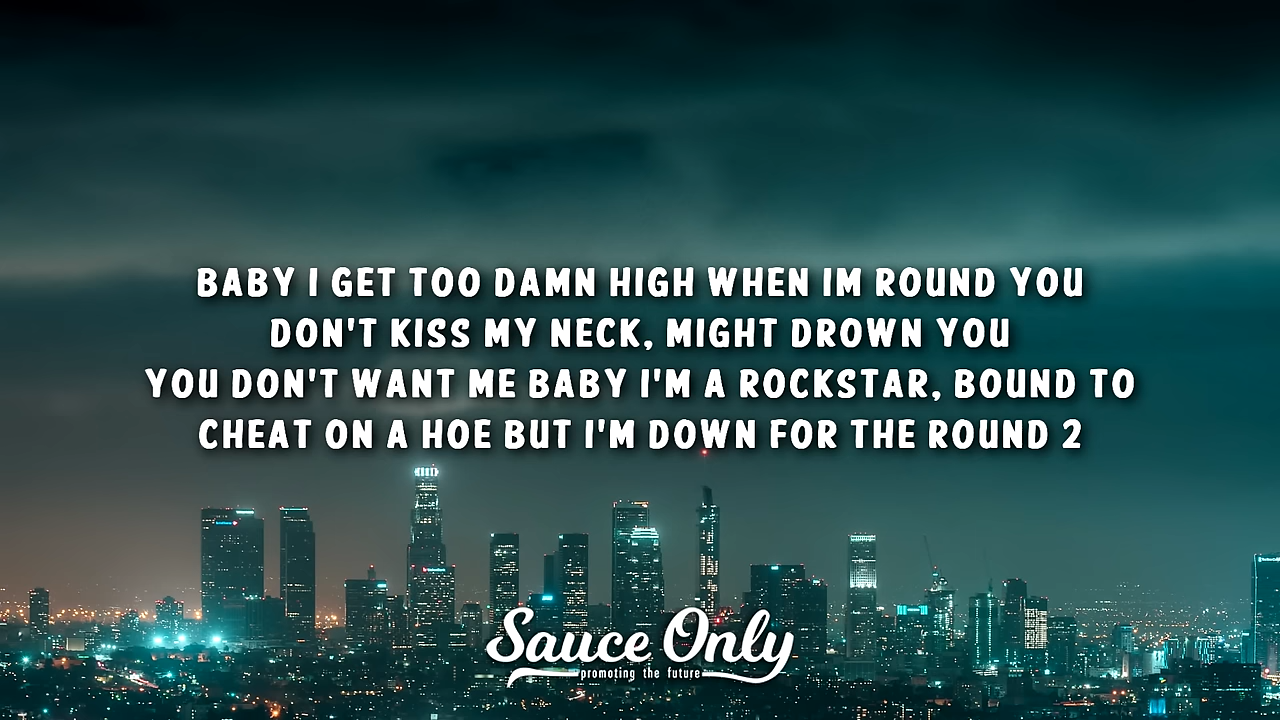 BABY I GET TOO DAMN HIGH WHEN IM ROUND YOU
DON'T KISS MY NECK, MIGHT DROWN YOU
YOU DON'T WANT ME BABY I'M A ROCKSTAR, BOUND TO
CHEAT ON A HOE BUT I'M DOWN FOR THE ROUND 2
Sauce Only
promoting the future